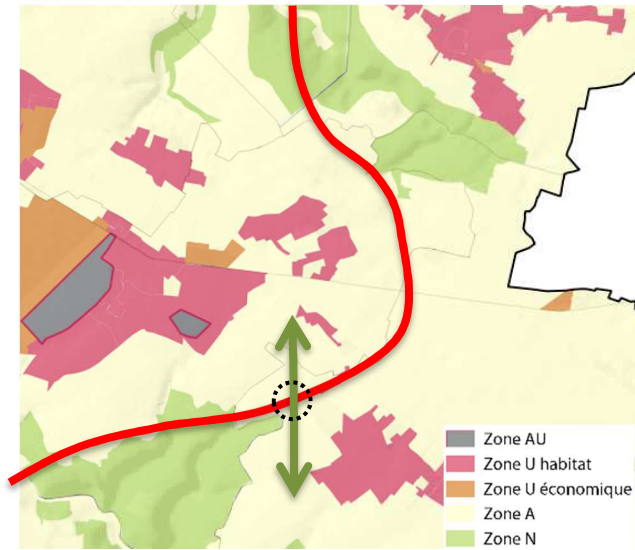 Zone AU
Zone U habitat
Zone U économique
Zone A
Zone N